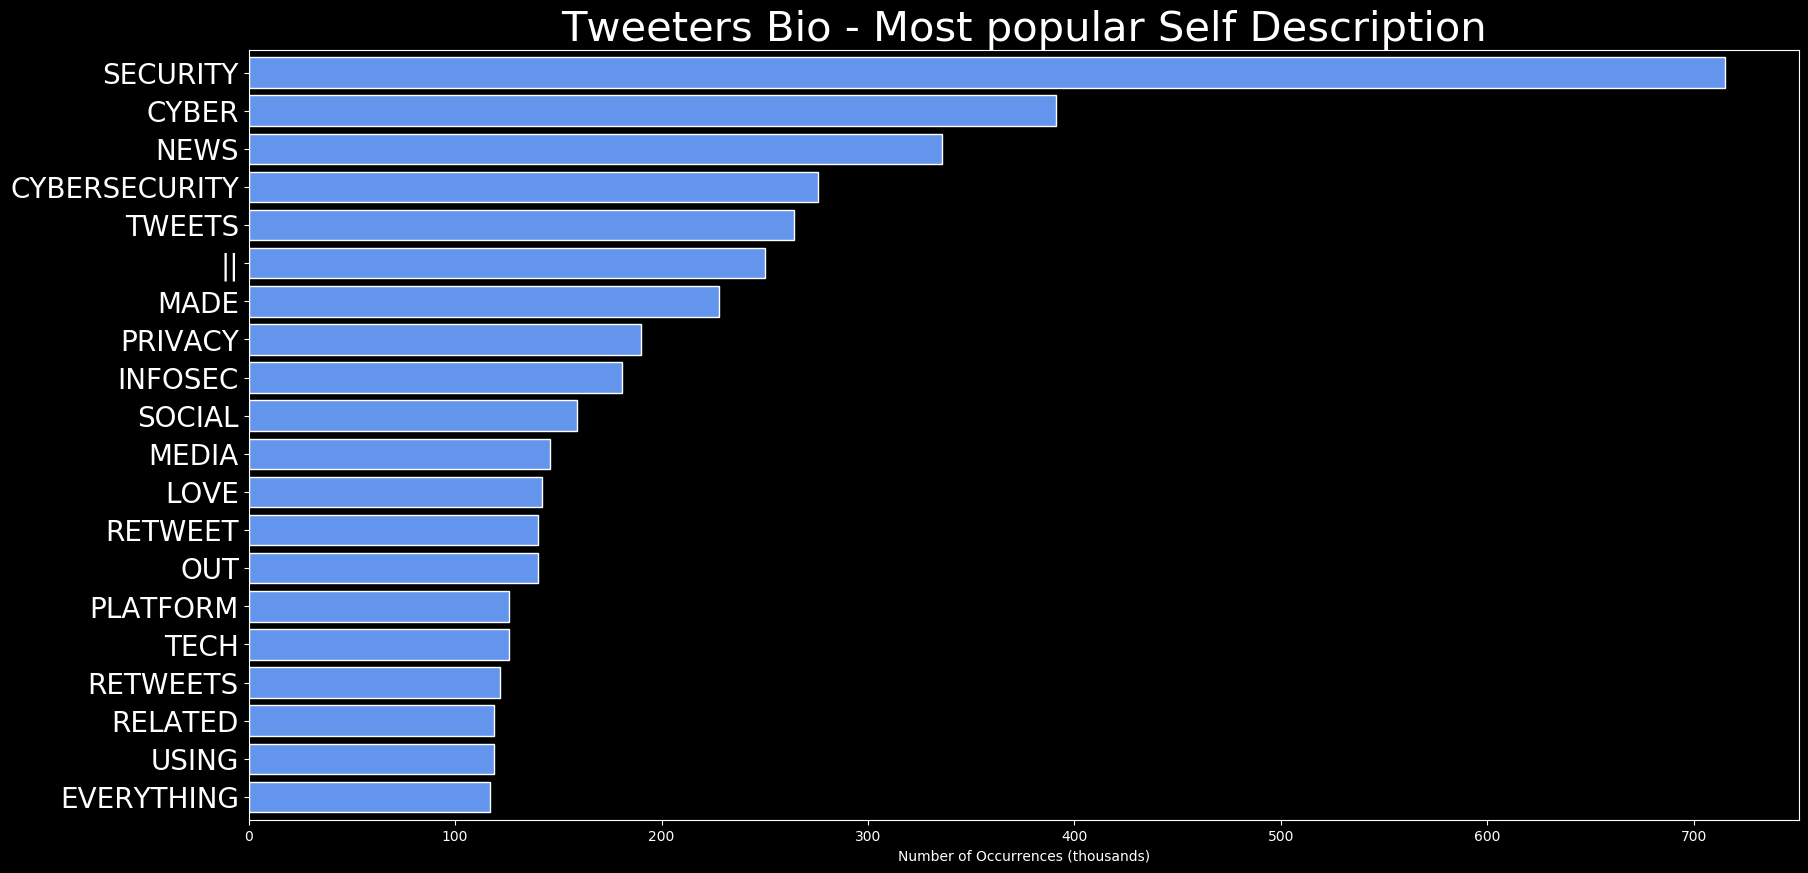 Tweeters Bio - Most popular Self Description
SECURITY
CYBER
NEWS
CYBERSECURITY
TWEETS
||
MADE
PRIVACY
INFOSEC
SOCIAL
MEDIA
LOVE
RETWEET
OUT
PLATFORM
TECH
RETWEETS
RELATED
USING
EVERYTHING
0 100 200 300 400 500 600 700
Number of Occurrences (thousands)